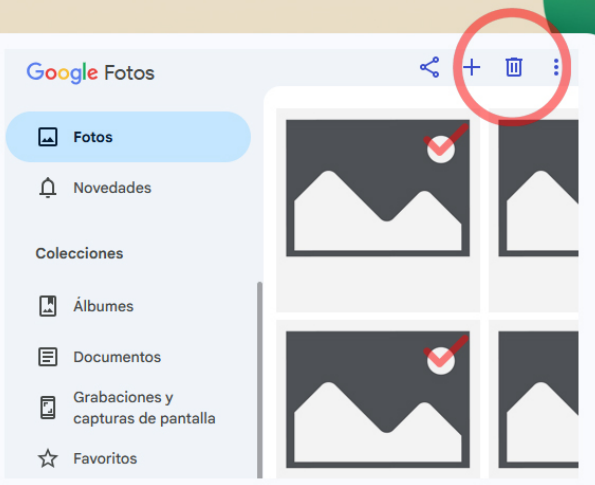 Google Fotos
Fotos
Novedades
Colecciones
Álbumes
Documentos
Grabaciones y
capturas de pantalla
Favoritos